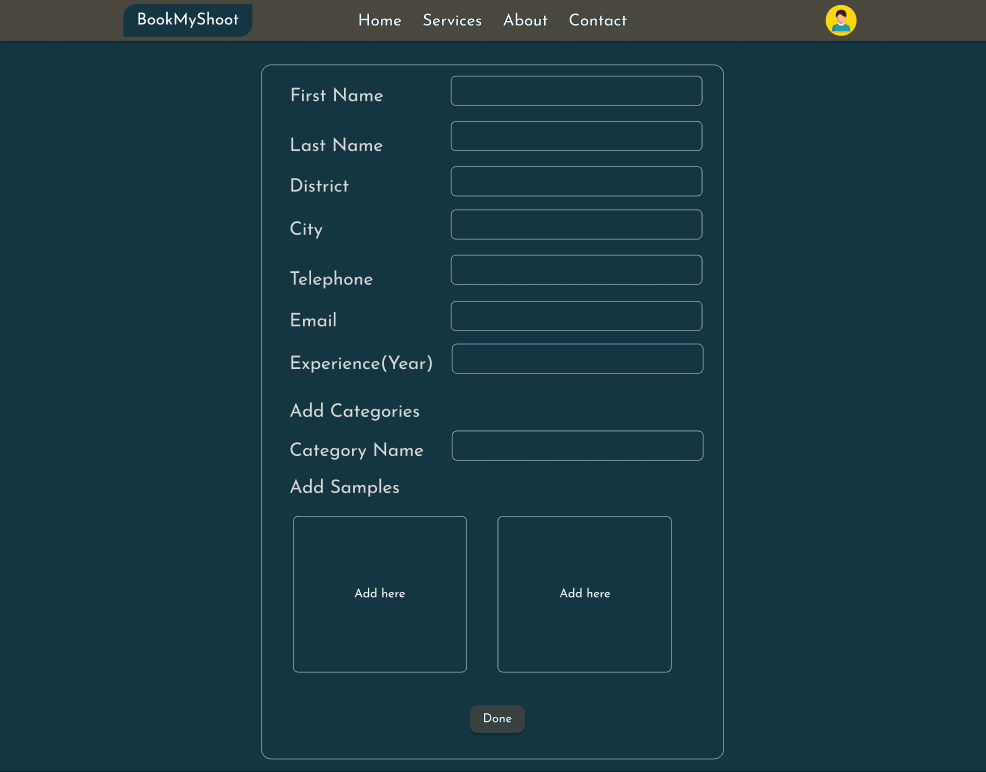 BookMyShoot
Home Services About Contact
First Name
Last Name
District
City
Telephone
Email
Experience(Year)
Add Categories
Category Name
Add Samples
Add here
Add here
Done